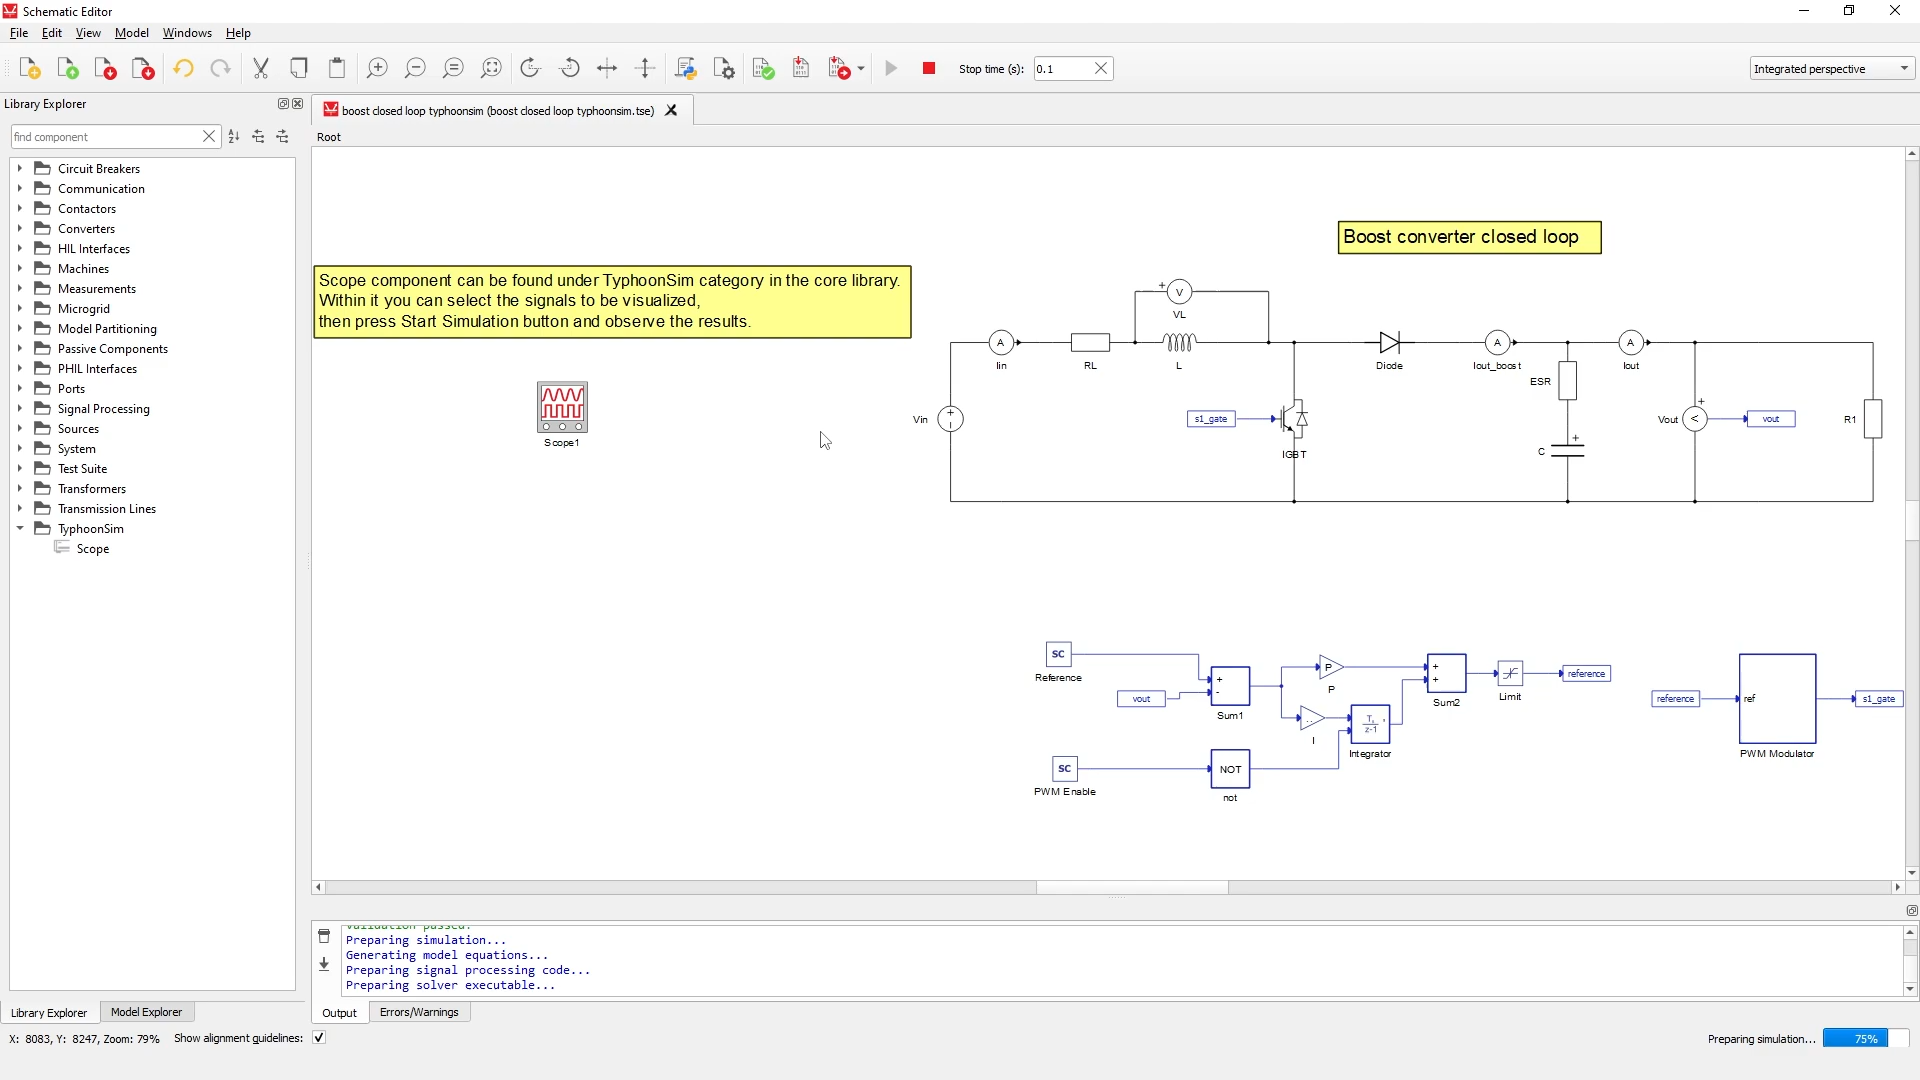 Schematic Editor
File Edit View Model Windows Help
Stop time (s): 0.1
Integrated perspective
Library Explorer
find component
Circuit Breakers
Communication
Contactors
Converters
HIL Interfaces
Machines
Measurements
Microgrid
Model Partitioning
Passive Components
PHIL Interfaces
Ports
Signal Processing
Sources
System
Test Suite
Transformers
Transmission Lines
TyphoonSim
Scope
Library Explorer Model Explorer
boost closed loop typhoonsim (boost closed loop typhoonsim.tse)
Root
Boost converter closed loop
Scope component can be found under TyphoonSim category in the core library.
Within it you can select the signals to be visualized,
then press Start Simulation button and observe the results.
Scope1
V
VL
A
Iin
RL
L
Diode
A
Iout_boost
A
Iout
ESR
Vin
s1_gate
IGBT
C
Vout
V
vout
R1
SC
Reference
vout
Sum1
P
P
I
Integrator
Sum2
Limit
reference
SC
PWM Enable
NOT
not
reference
ref
PWM Modulator
s1_gate
Validation passed.
Preparing simulation...
Generating model equations...
Preparing signal processing code...
Preparing solver executable...
Output Errors/Warnings
X: 8083, Y: 8247, Zoom: 79% Show alignment guidelines:
Preparing simulation... 75%